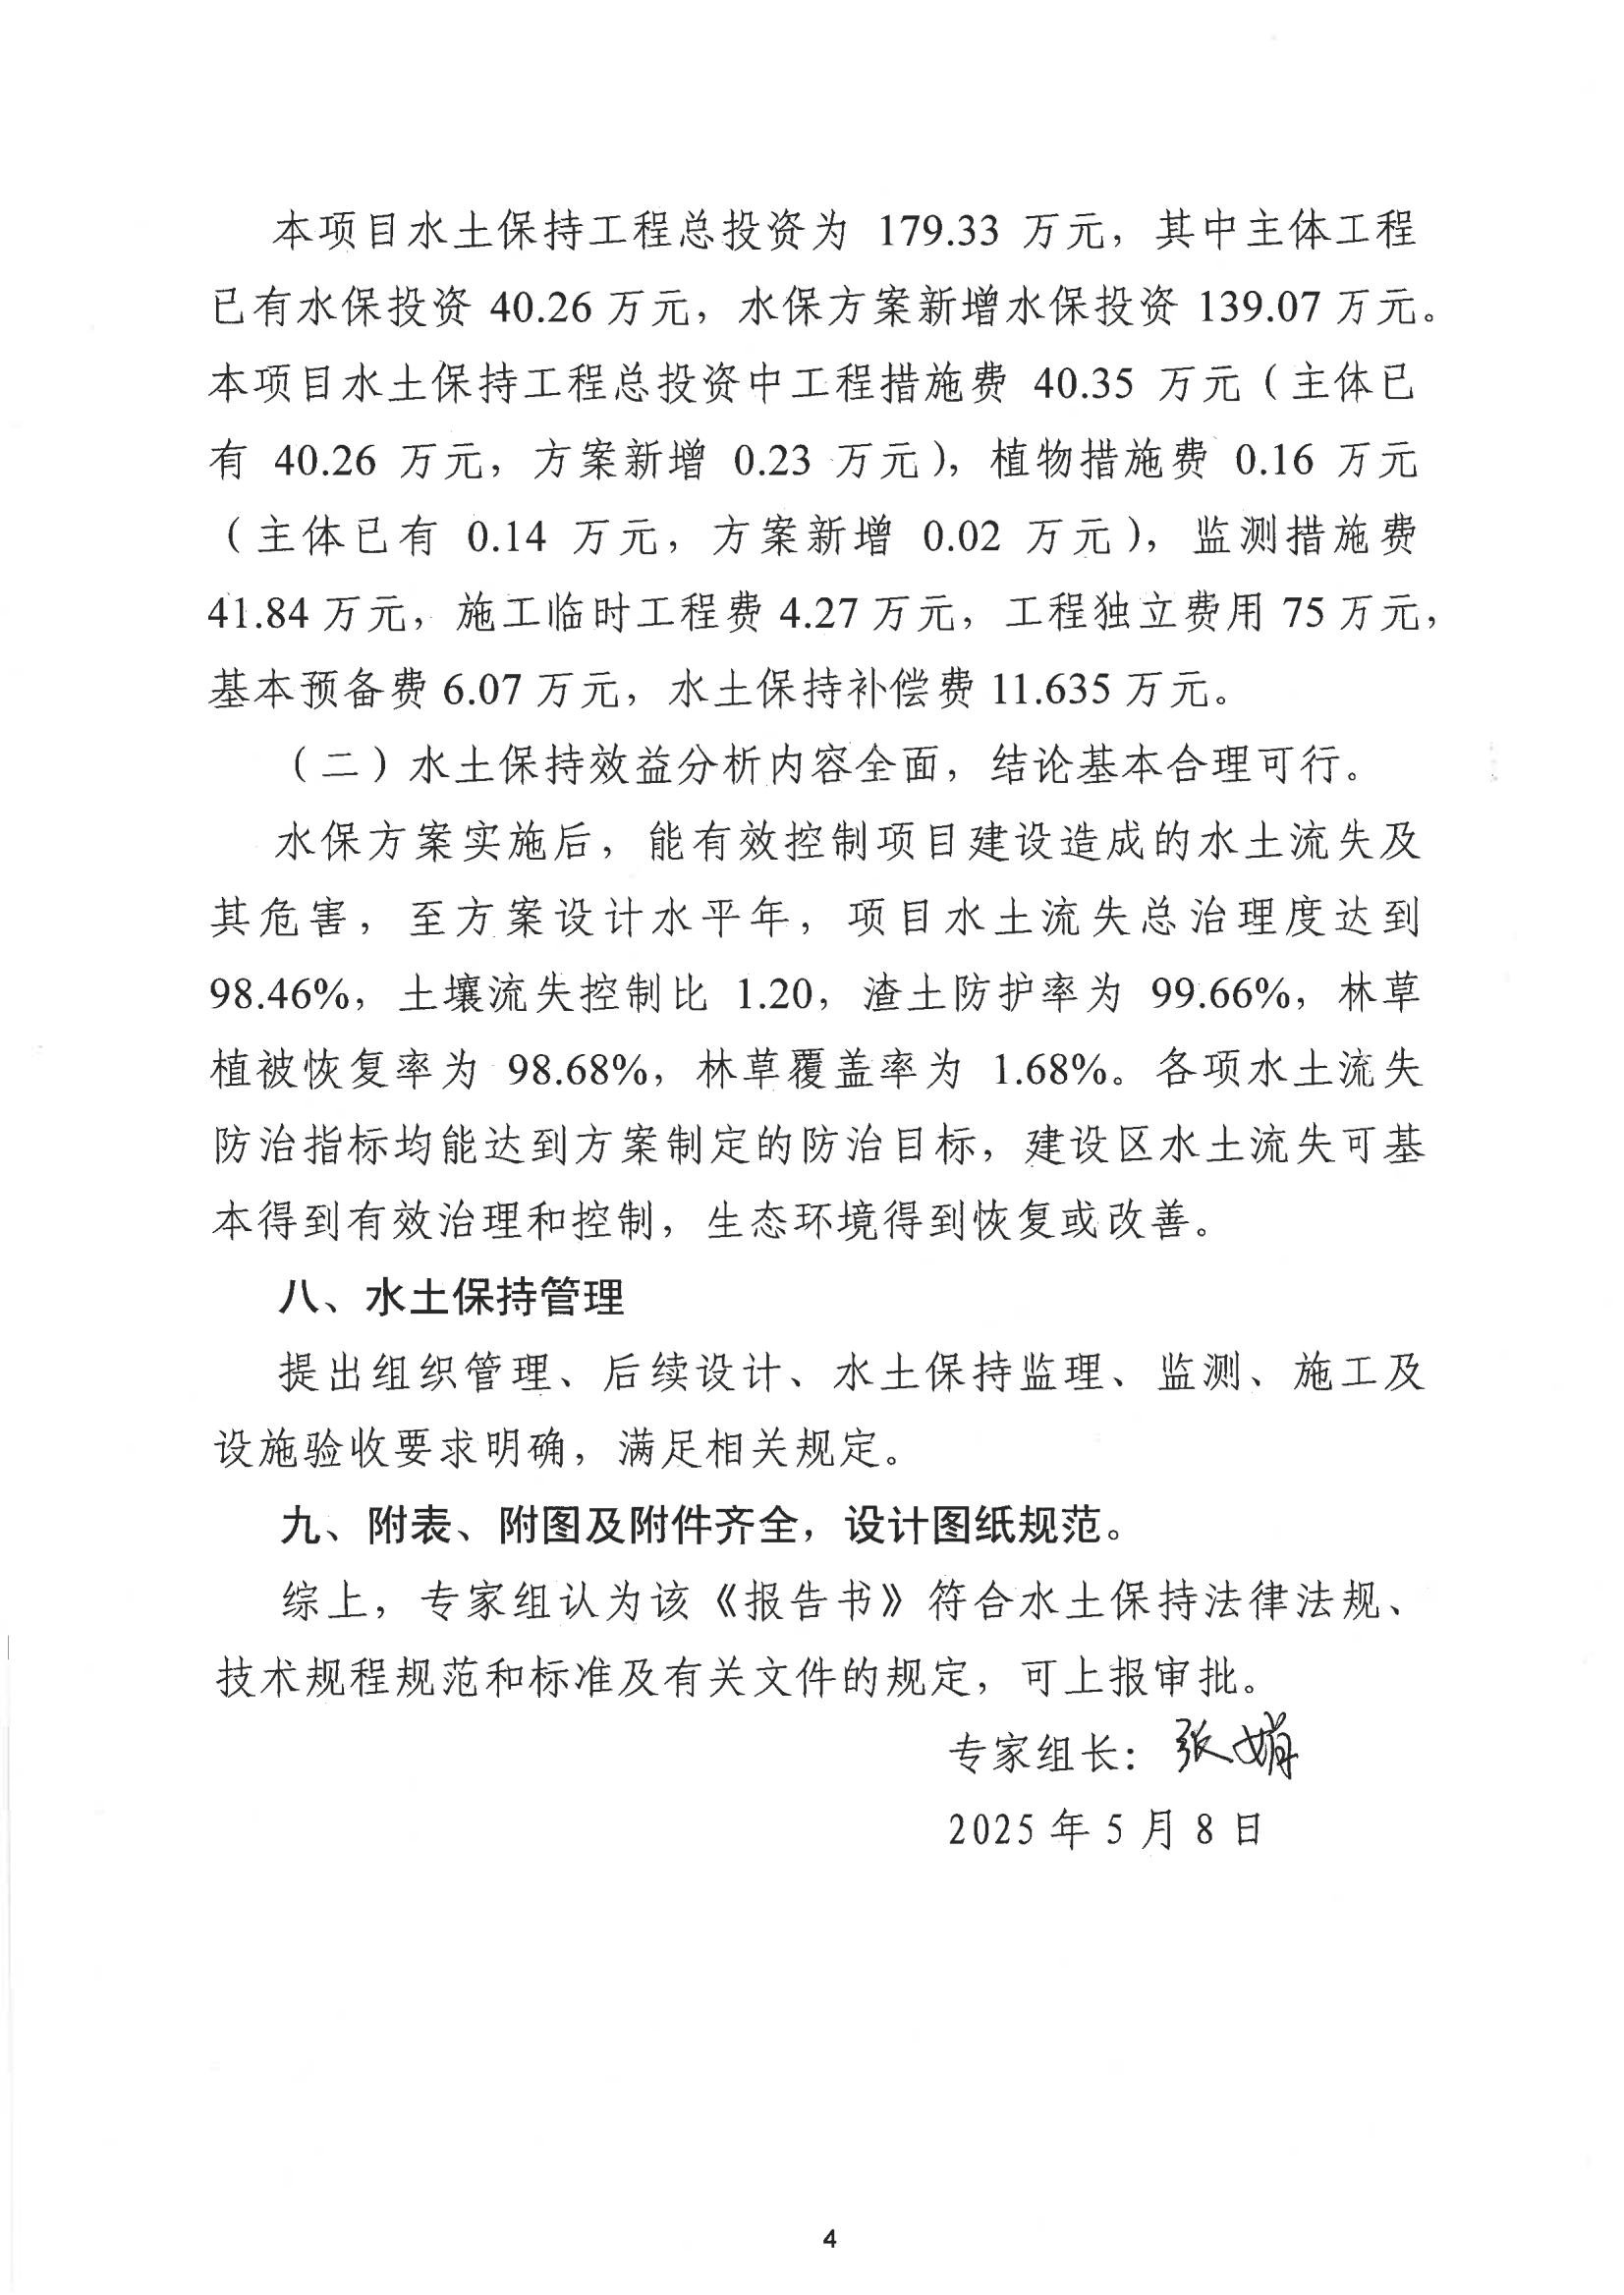 本项目水土保持工程总投资为 179.33 万元，其中主体工程
已有水保投资 40.26 万元，水保方案新增水保投资 139.07 万元。
本项目水土保持工程总投资中工程措施费 40.35 万元（主体已
有 40.26 万元，方案新增 0.23 万元），植物措施费 0.16 万元
（主体已有 0.14 万元，方案新增 0.02 万元），监测措施费
41.84 万元，施工临时工程费 4.27 万元，工程独立费用 75 万元，
基本预备费 6.07 万元，水土保持补偿费 11.635 万元。
（二）水土保持效益分析内容全面，结论基本合理可行。
水保方案实施后，能有效控制项目建设造成的水土流失及
其危害，至方案设计水平年，项目水土流失总治理度达到
98.46%，土壤流失控制比 1.20，渣土防护率为 99.66%，林草
植被恢复率为 98.68%，林草覆盖率为 1.68%。各项水土流失
防治指标均能达到方案制定的防治目标，建设区水土流失可基
本得到有效治理和控制，生态环境得到恢复或改善。
八、水土保持管理
提出组织管理、后续设计、水土保持监理、监测、施工及
设施验收要求明确，满足相关规定。
九、附表、附图及附件齐全，设计图纸规范。
综上，专家组认为该《报告书》符合水土保持法律法规、
技术规程规范和标准及有关文件的规定，可上报审批。
专家组长：张娟
2025 年 5 月 8 日
4